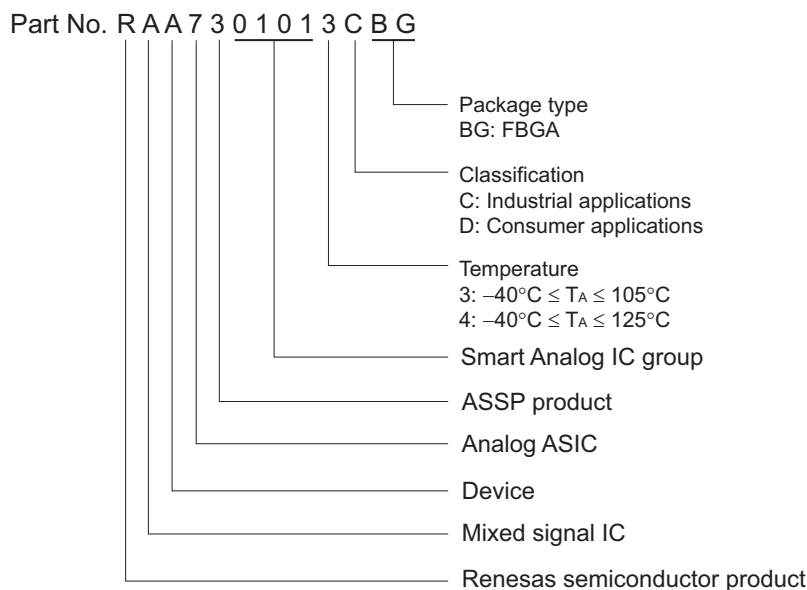 Part No. R A A 7 3 0 1 0 1 3 C B G
Package type
BG: FBGA
Classification
C: Industrial applications
D: Consumer applications
Temperature
3: −40°C ≤ TA ≤ 105°C
4: −40°C ≤ TA ≤ 125°C
Smart Analog IC group
ASSP product
Analog ASIC
Device
Mixed signal IC
Renesas semiconductor product